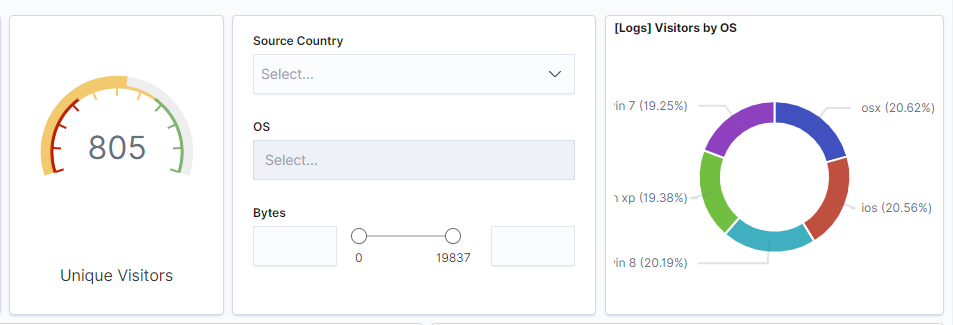 805
Unique Visitors
Source Country
Select...
OS
Select...
Bytes
0
19837
[Logs] Visitors by OS
in 7 (19.25%)
osx (20.62%)
xp (19.38%)
ios (20.56%)
in 8 (20.19%)